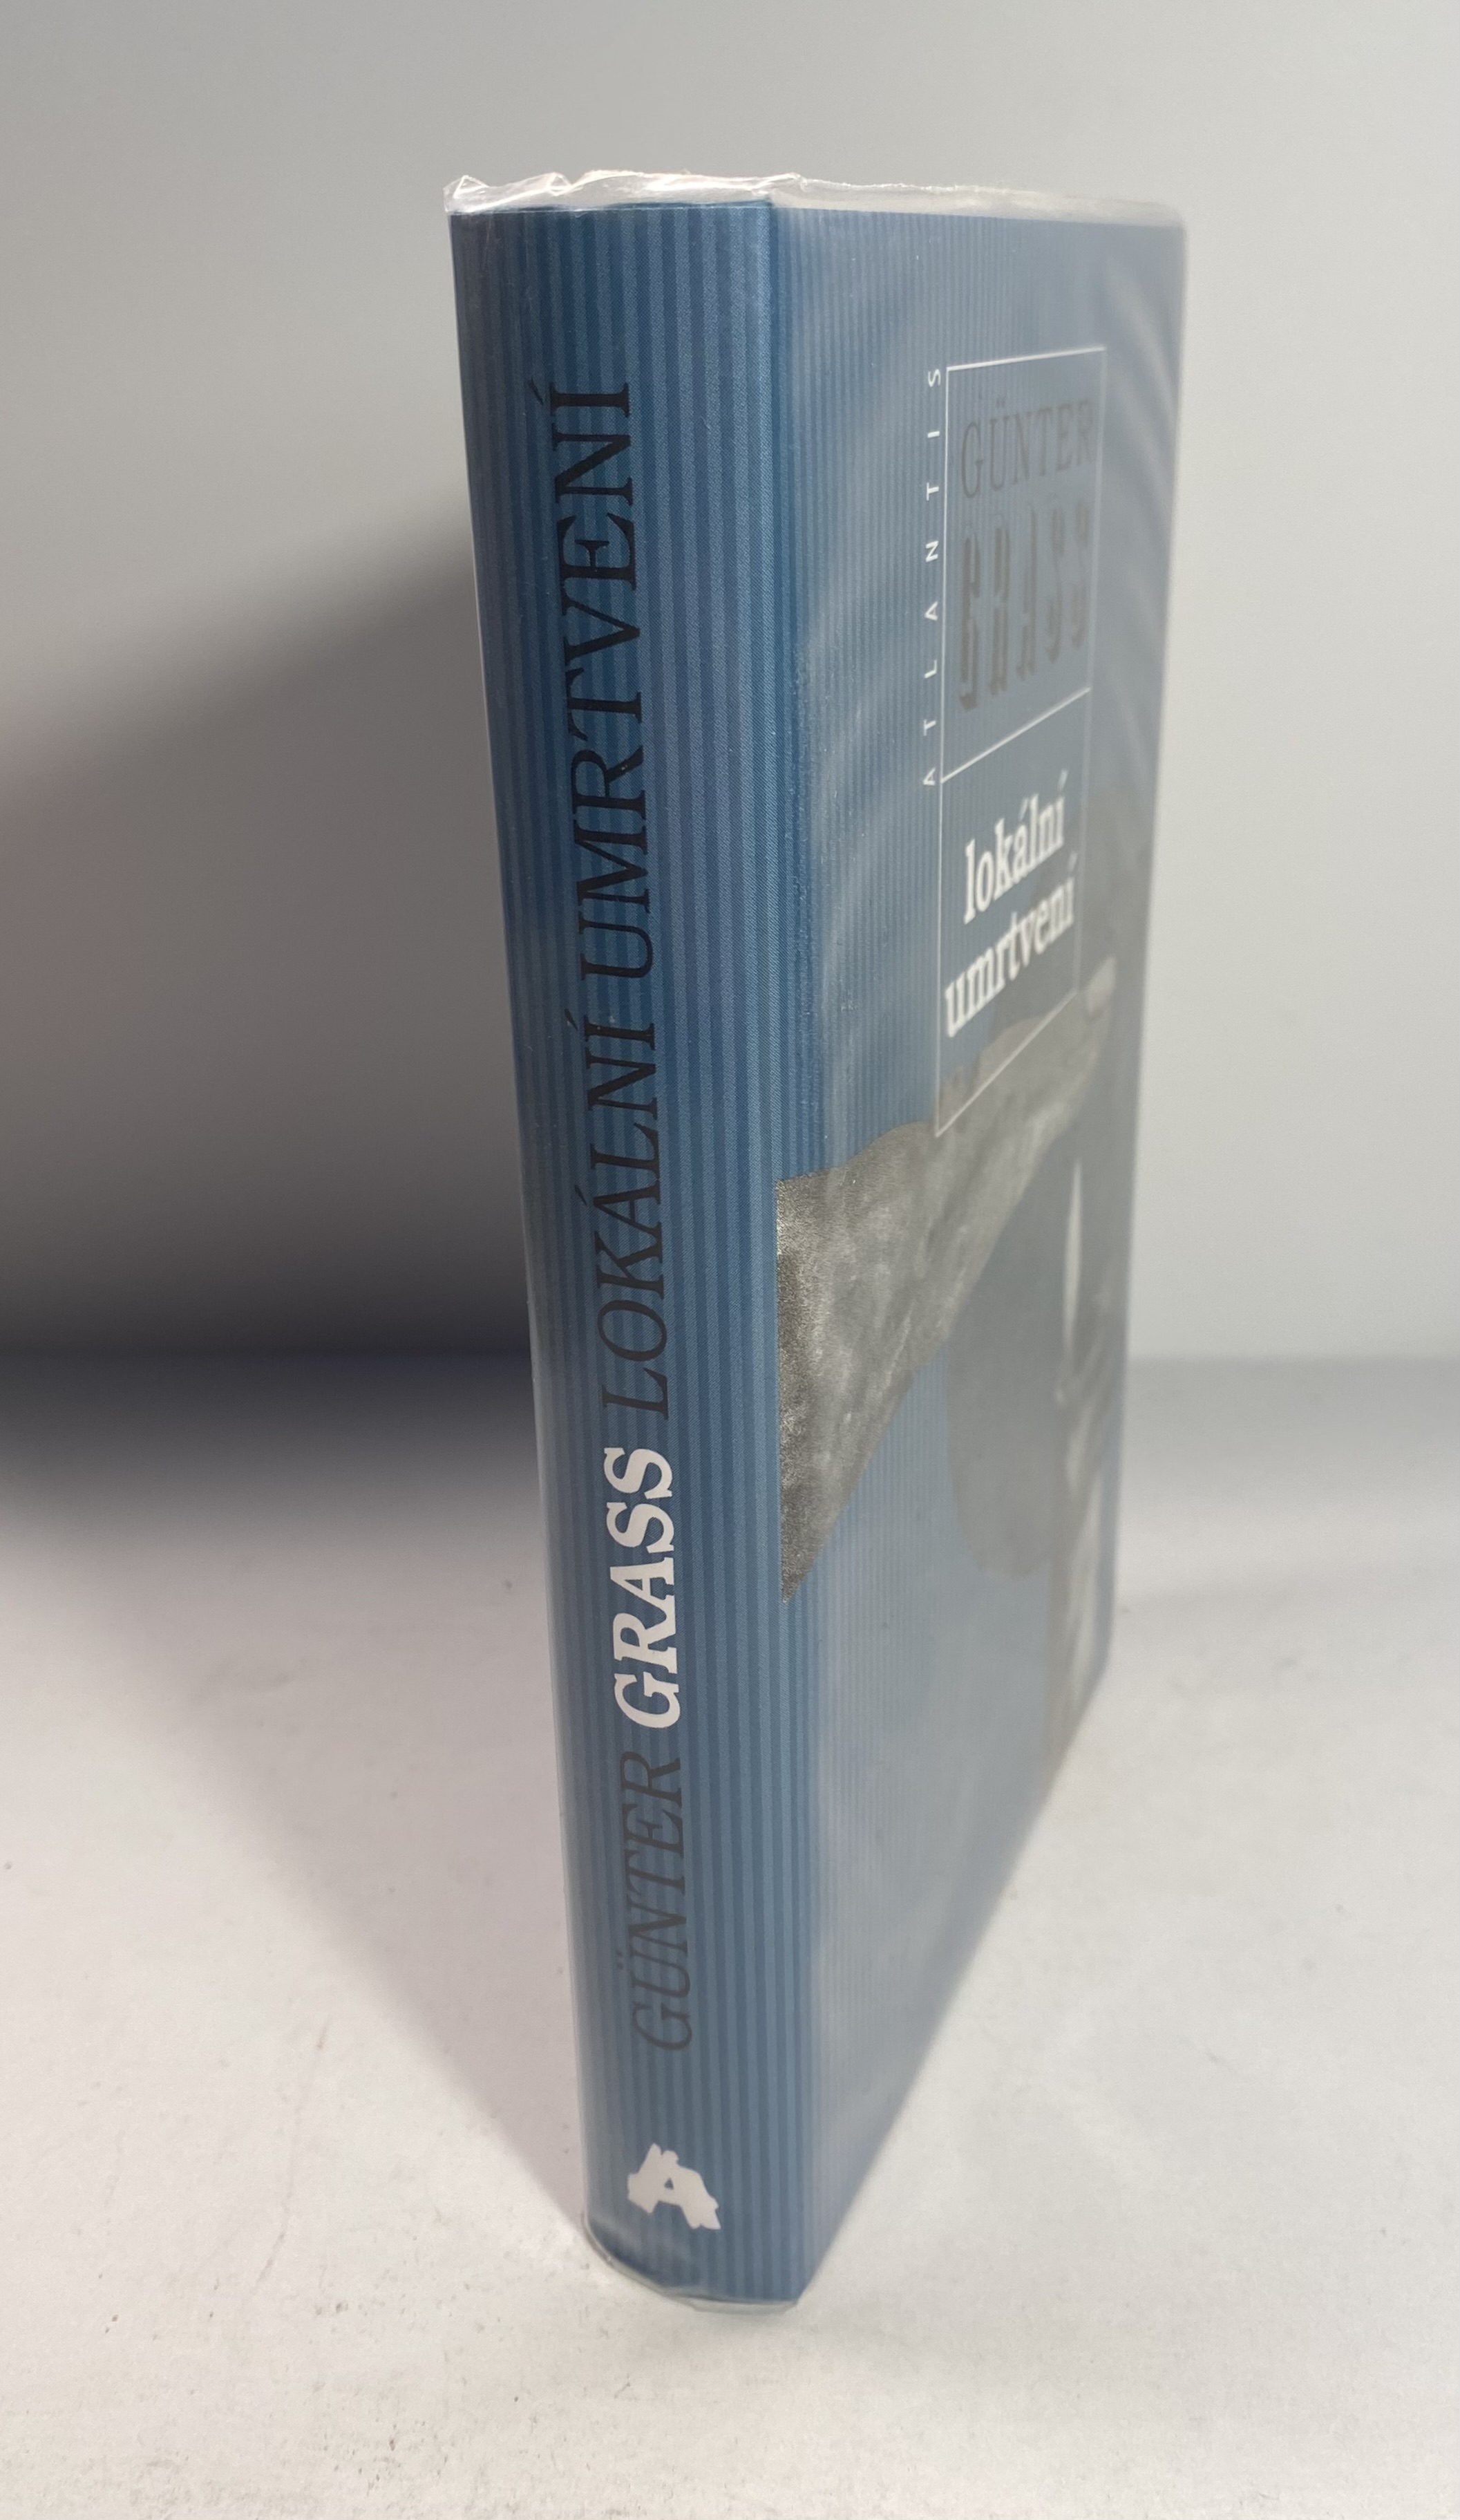 GÜNTER GRASS LOKÁLNÍ UMRTVENÍ
A
ATLANTIS
GÜNTER
GRASS
lokální
umrtvení